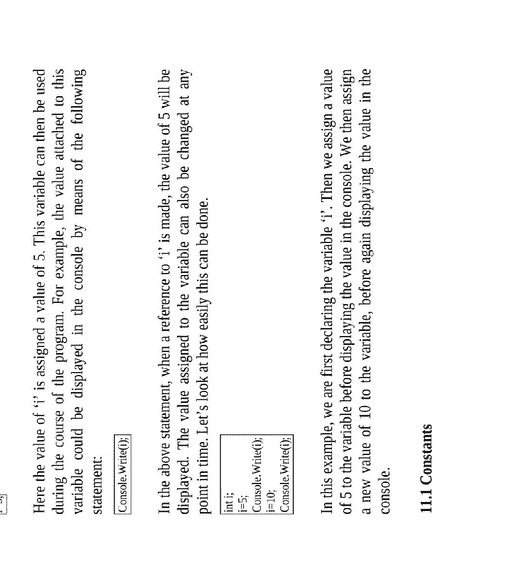 Here the value of ‘i’ is assigned a value of 5. This variable can then be used
during the course of the program. For example, the value attached to this
variable could be displayed in the console by means of the following
statement:
Console.Write(i);
In the above statement, when a reference to ‘i’ is made, the value of 5 will be
displayed. The value assigned to the variable can also be changed at any
point in time. Let’s look at how easily this can be done.
int i;
i=5;
Console.Write(i);
i=10;
Console.Write(i);
In this example, we are first declaring the variable ‘i’. Then we assign a value
of 5 to the variable before displaying the value in the console. We then assign
a new value of 10 to the variable, before again displaying the value in the
console.
11.1 Constants